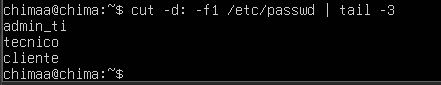 chimaa@chima:~$ cut -d: -f1 /etc/passwd | tail -3
admin_ti
tecnico
cliente
chimaa@chima:~$